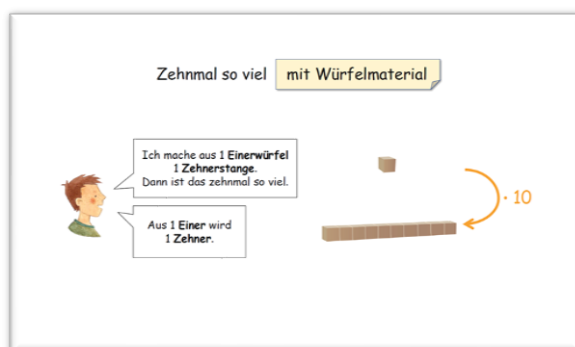 Zehnmal so viel mit Würfelmaterial
Ich mache aus 1 Einerwürfel
1 Zehnerstange.
Dann ist das zehnmal so viel.
Aus 1 Einer wird
1 Zehner.
· 10